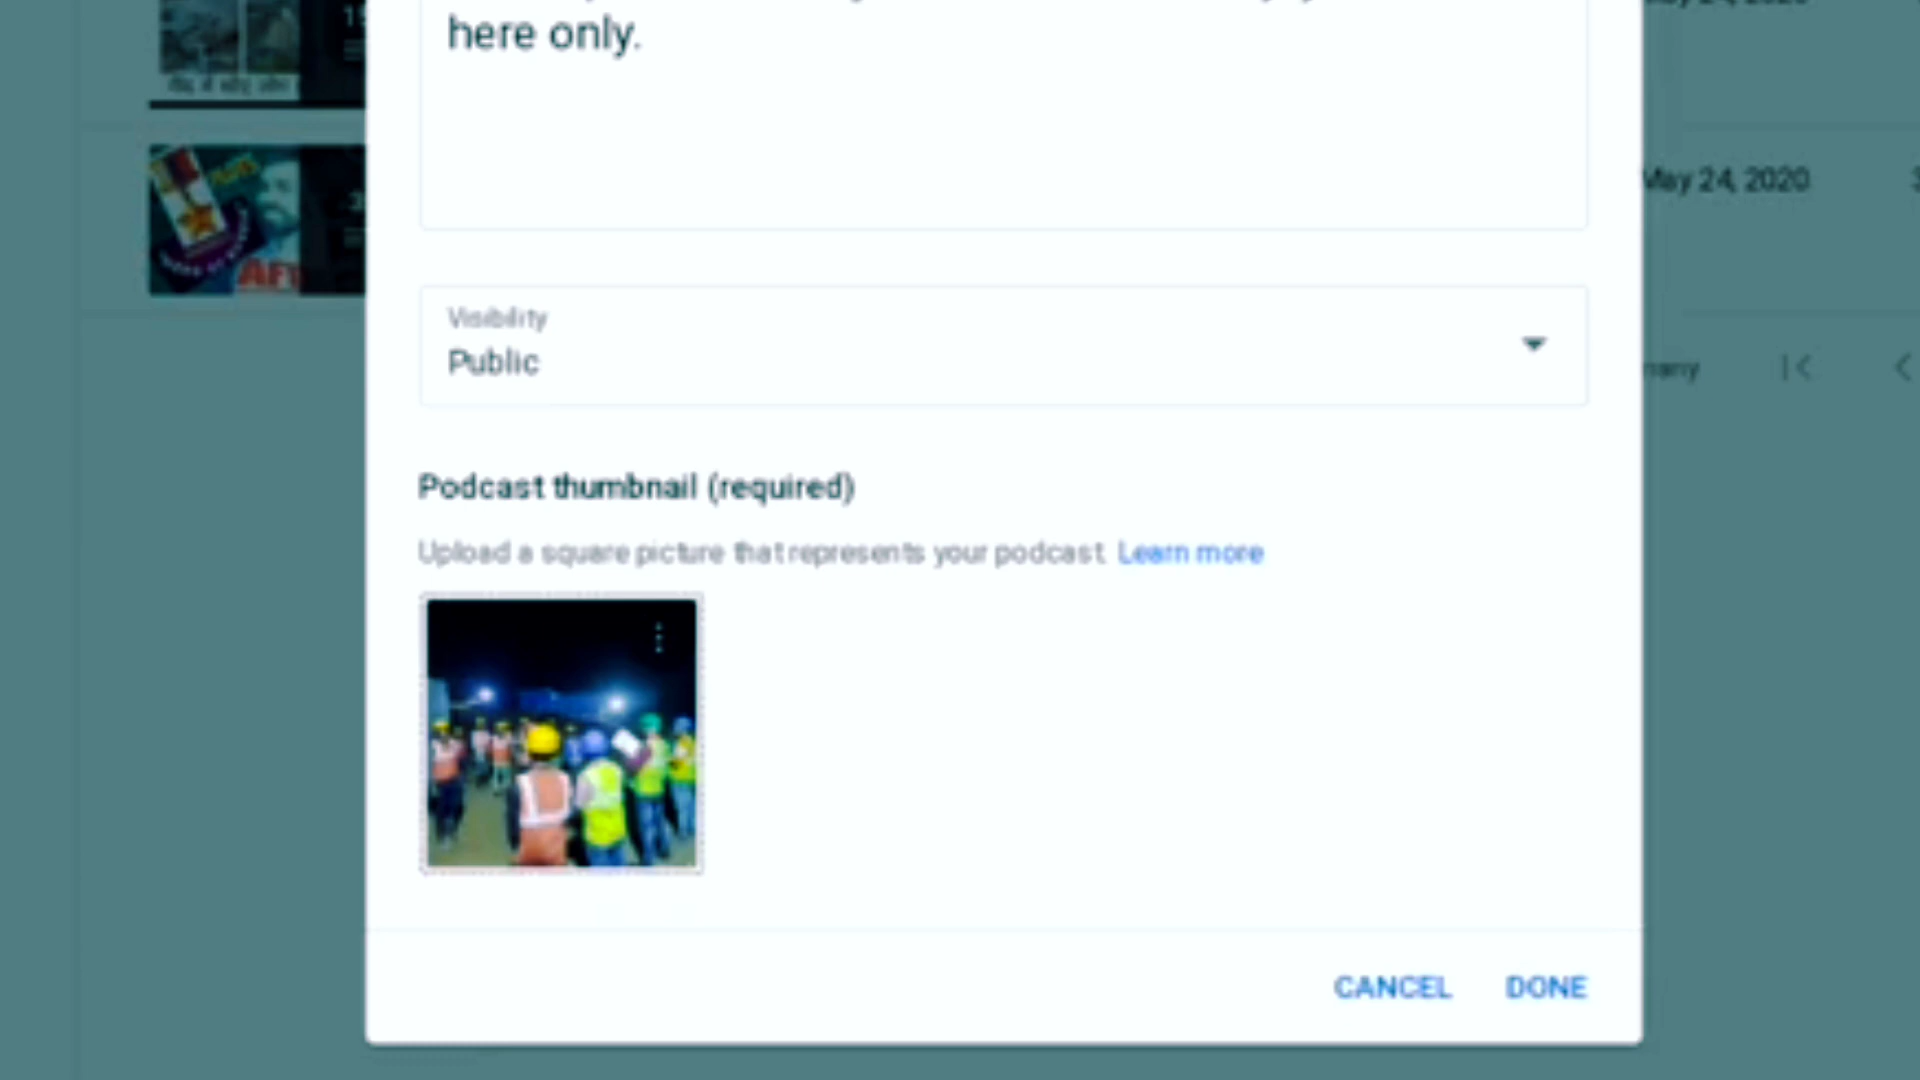 here only.
May 24, 2020
Visibility
Public
Podcast thumbnail (required)
Upload a square picture that represents your podcast. Learn more
CANCEL DONE